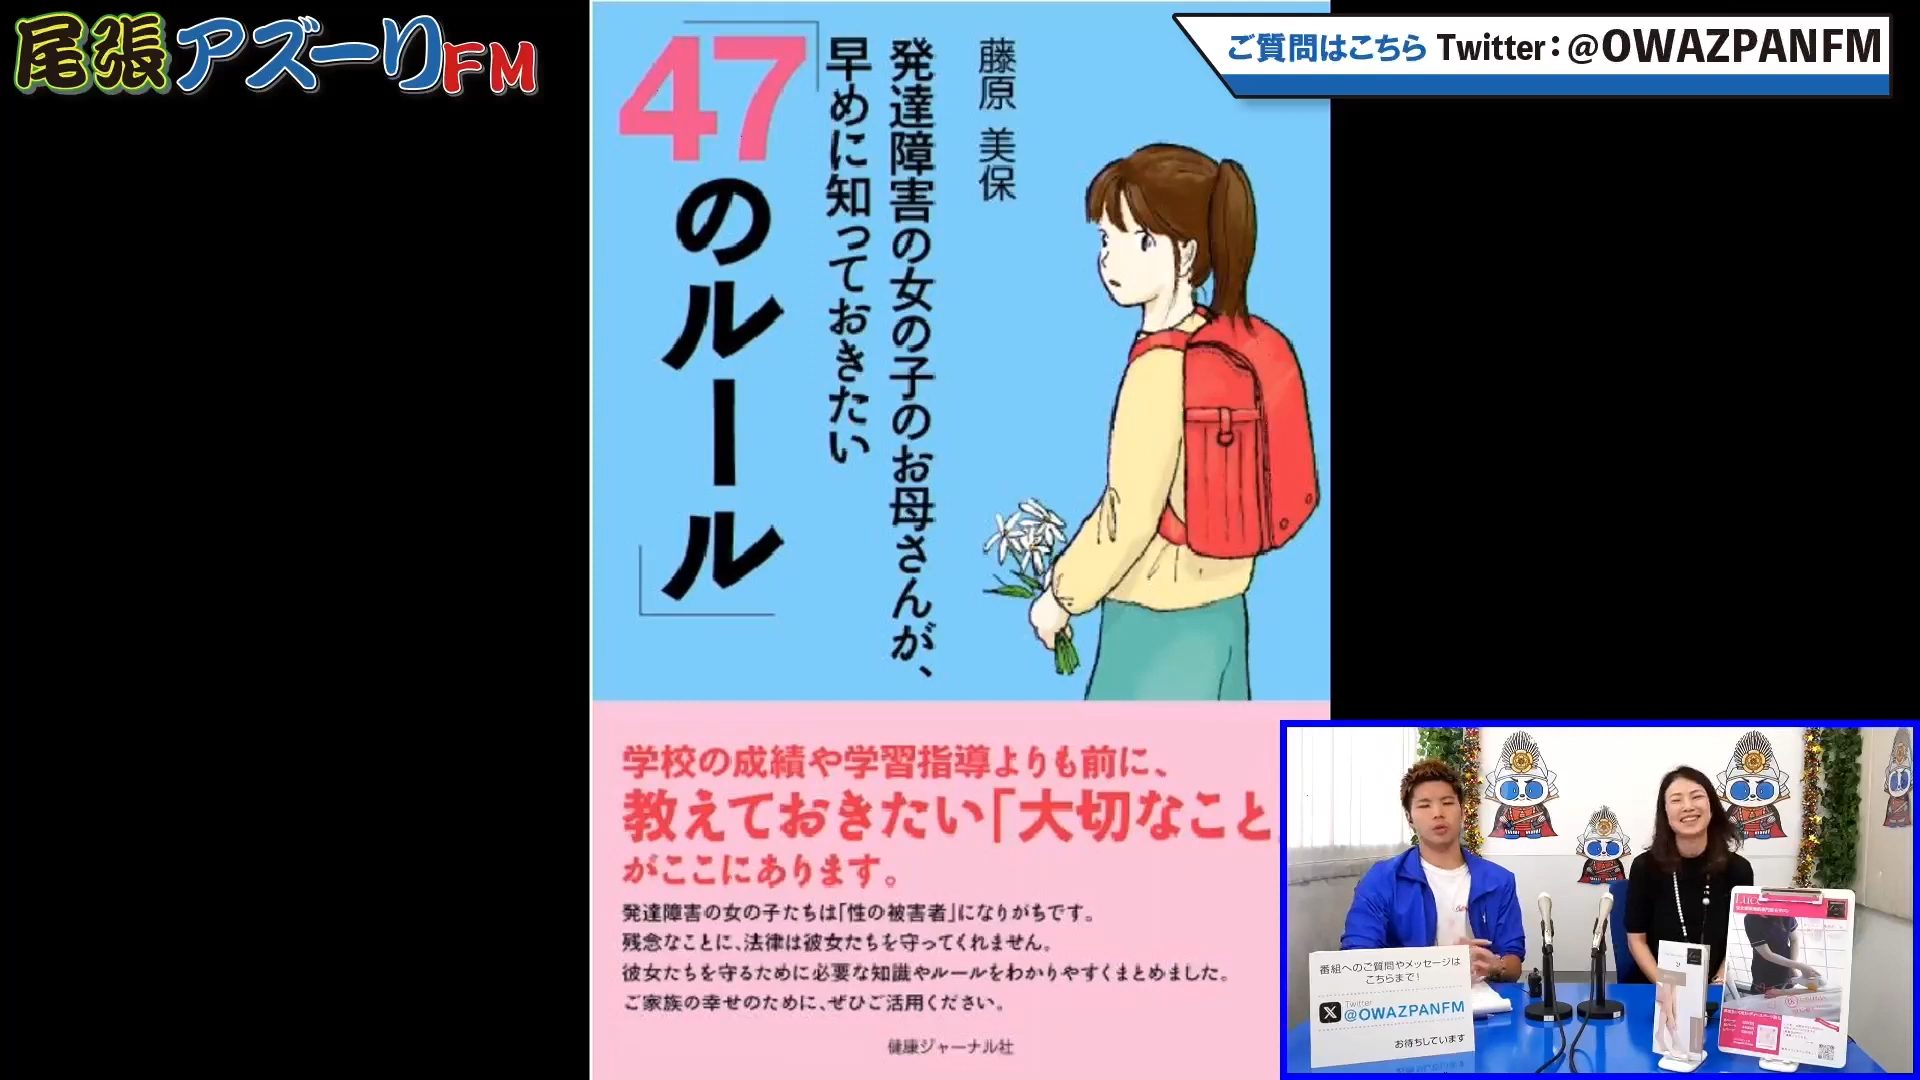 尾張アズーりFM
ご質問はこちら Twitter：@OWAZPANFM
藤原 美保
発達障害の女の子のお母さんが、
早めに知っておきたい
「47のルール」
学校の成績や学習指導よりも前に、
教えておきたい「大切なこと
がここにあります。
発達障害の女の子たちは「性の被害者」になりがちです。
残念なことに、法律は彼女たちを守ってくれません。
彼女たちを守るために必要な知識やルールをわかりやすくまとめました。
ご家族の幸せのために、ぜひご活用ください。
健康ジャーナル社
番組へのご質問やメッセージは
こちらまで!
Twitter
@OWAZPANFM
お待ちしています